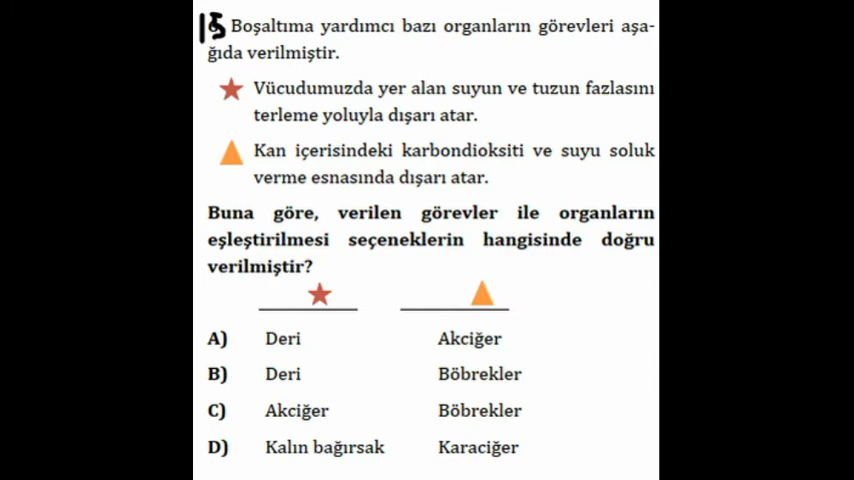 15 Boşaltıma yardımcı bazı organların görevleri aşa-
ğıda verilmiştir.
Vücudumuzda yer alan suyun ve tuzun fazlasını
terleme yoluyla dışarı atar.
Kan içerisindeki karbondioksiti ve suyu soluk
verme esnasında dışarı atar.
Buna göre, verilen görevler ile organların
eşleştirilmesi seçeneklerin hangisinde doğru
verilmiştir?
A) Deri Akciğer
B) Deri Böbrekler
C) Akciğer Böbrekler
D) Kalın bağırsak Karaciğer